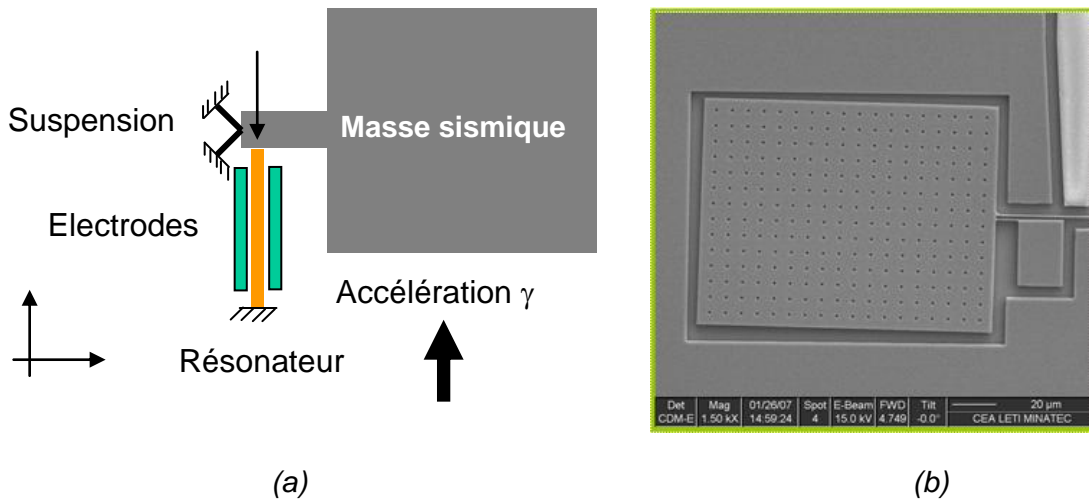 Suspension
Masse sismique
Electrodes
Accélération γ
Résonateur
Det Mag 01/26/07 Spot E-Beam FWD Tilt 20 µm
CDM-E 1.50 kX 14:59:24 4 15.0 kV 4.749 -0.0° CEA LETI MINATEC
(a)
(b)